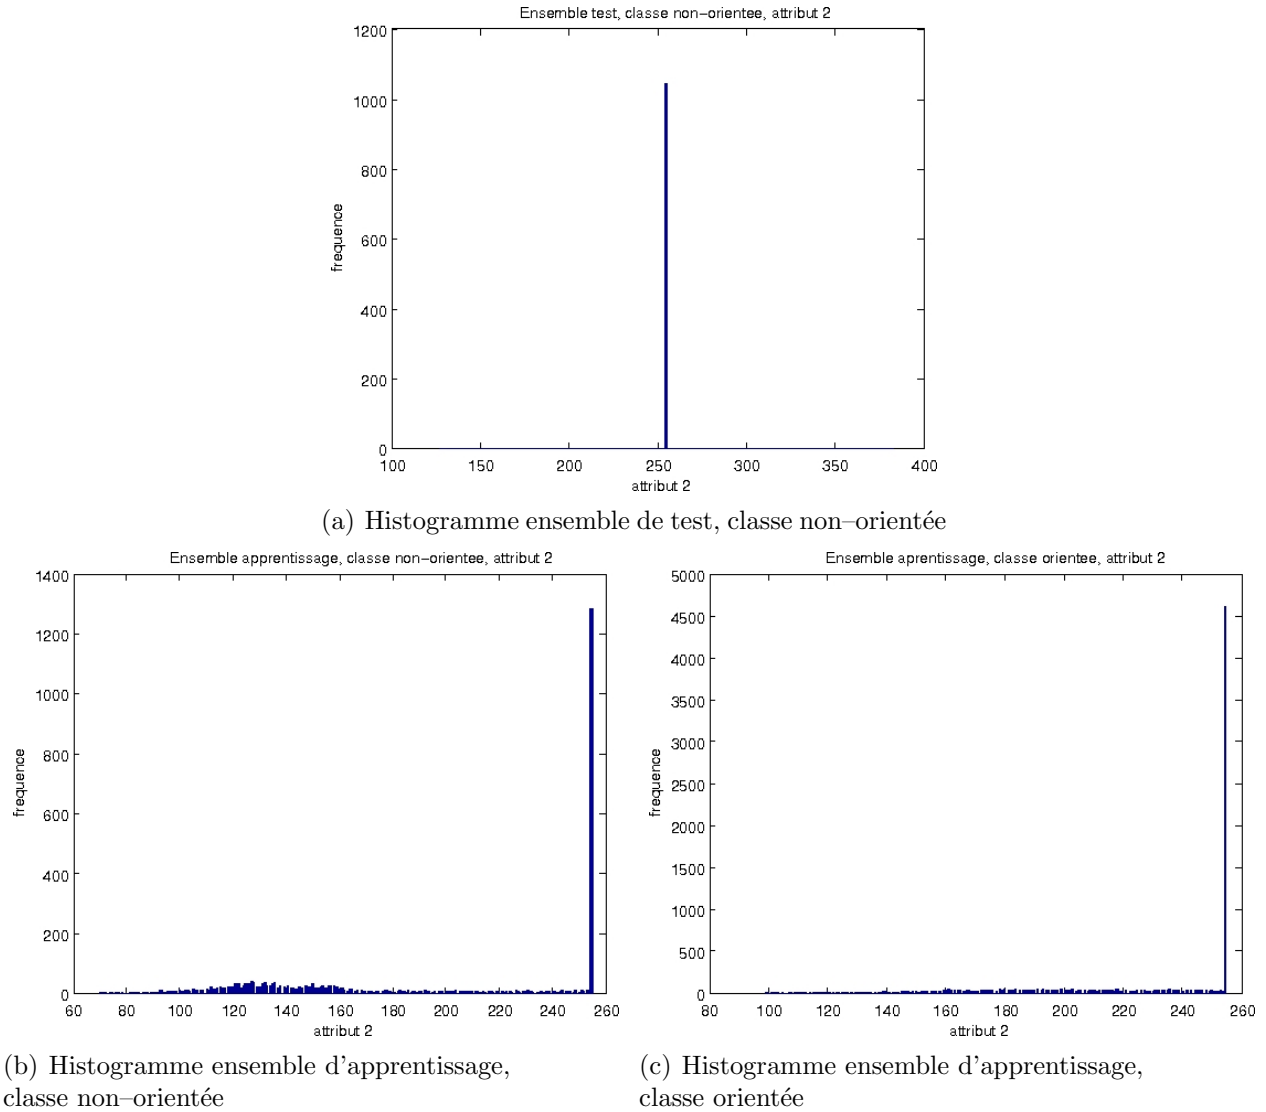 Ensemble test, classe non−orientee, attribut 2
1200
1000
800
600
400
200
0
frequence
100 150 200 250 300 350 400
attribut 2
(a) Histogramme ensemble de test, classe non–orientée
Ensemble apprentissage, classe non−orientee, attribut 2
1400
1200
1000
800
600
400
200
0
frequence
60 80 100 120 140 160 180 200 220 240 260
attribut 2
(b) Histogramme ensemble d'apprentissage,
classe non–orientée
Ensemble aprentissage, classe orientee, attribut 2
5000
4500
4000
3500
3000
2500
2000
1500
1000
500
0
frequence
80 100 120 140 160 180 200 220 240 260
attribut 2
(c) Histogramme ensemble d'apprentissage,
classe orientée